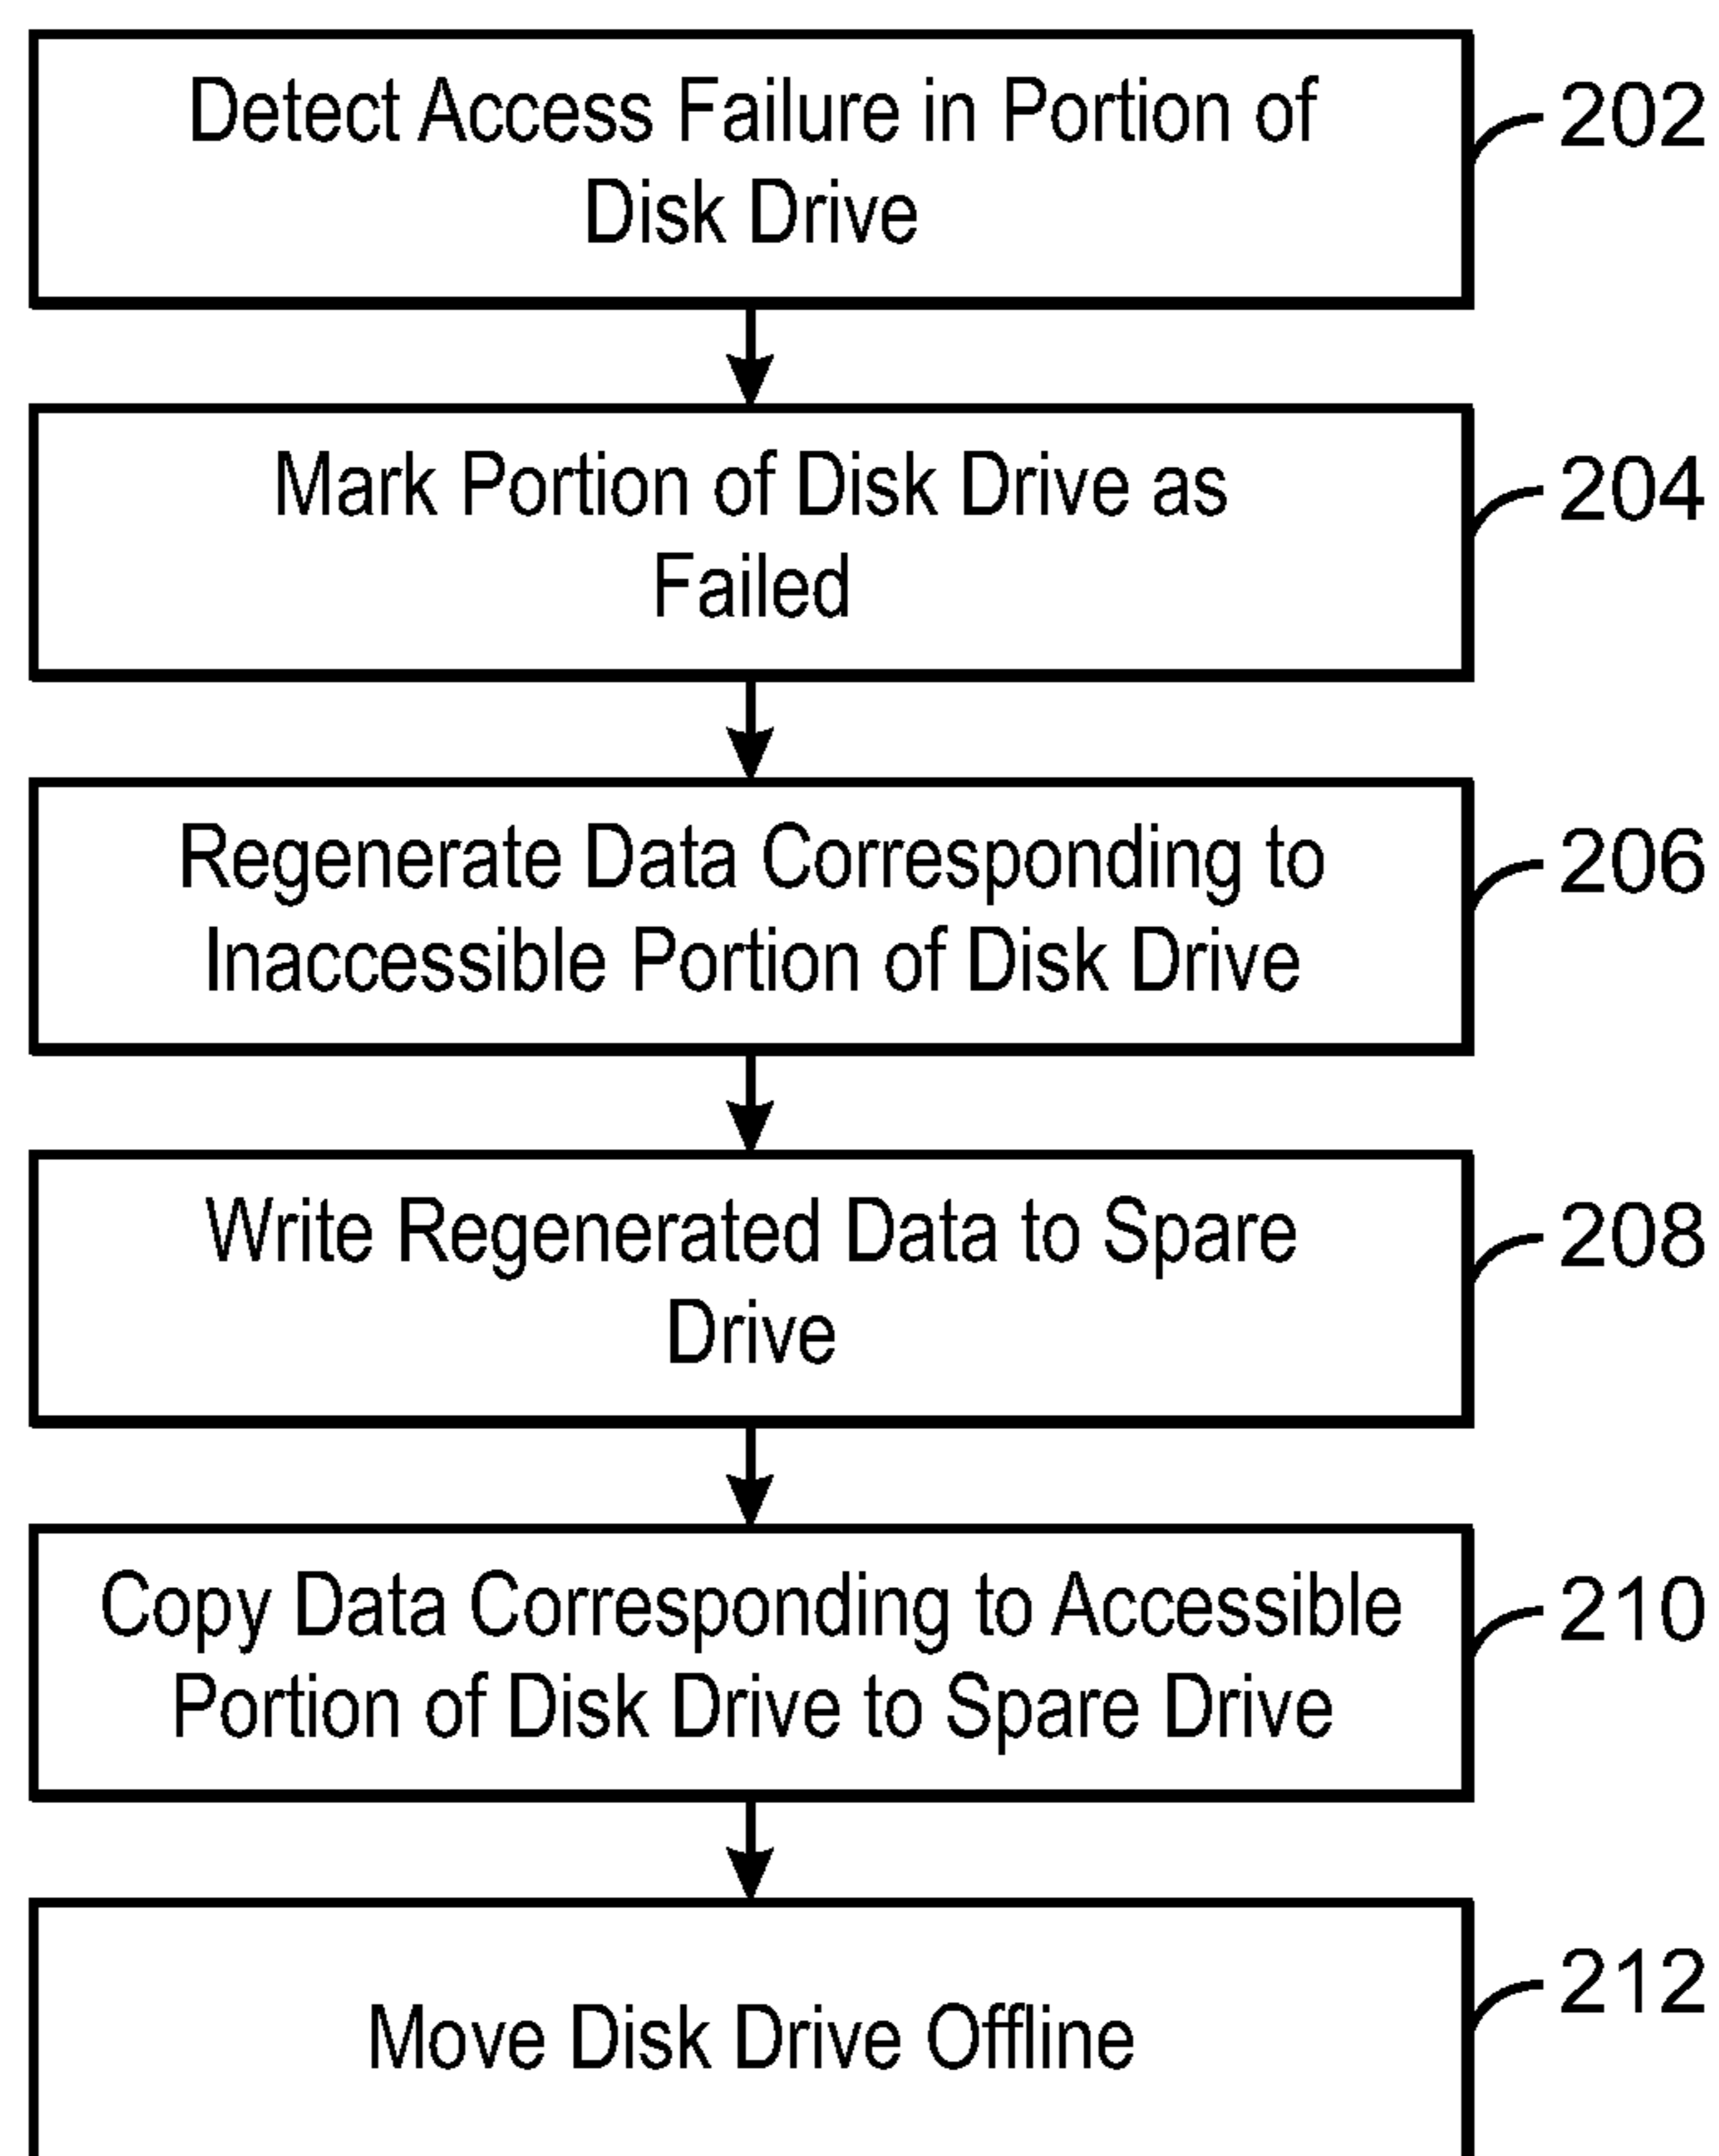 Detect Access Failure in Portion of
Disk Drive
202
Mark Portion of Disk Drive as
Failed
204
Regenerate Data Corresponding to
Inaccessible Portion of Disk Drive
206
Write Regenerated Data to Spare
Drive
208
Copy Data Corresponding to Accessible
Portion of Disk Drive to Spare Drive
210
Move Disk Drive Offline
212